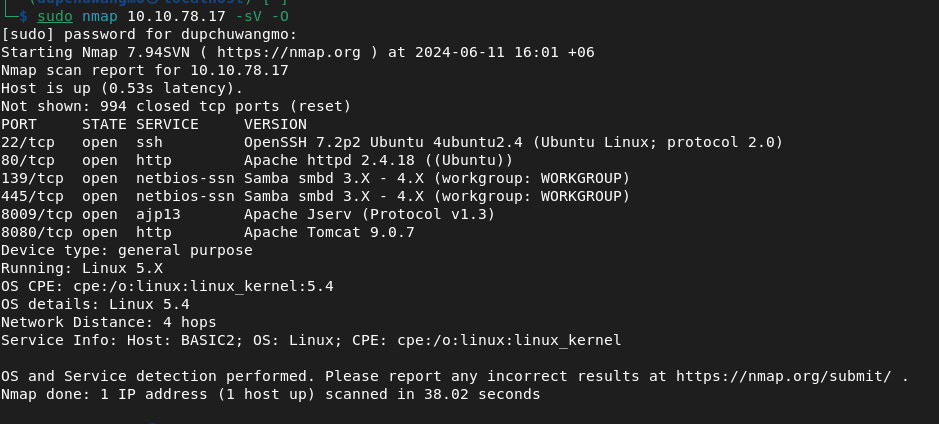 └─$ sudo nmap 10.10.78.17 -sV -O
[sudo] password for dupchuwangmo:
Starting Nmap 7.94SVN ( https://nmap.org ) at 2024-06-11 16:01 +06
Nmap scan report for 10.10.78.17
Host is up (0.53s latency).
Not shown: 994 closed tcp ports (reset)
PORT     STATE SERVICE     VERSION
22/tcp   open  ssh         OpenSSH 7.2p2 Ubuntu 4ubuntu2.4 (Ubuntu Linux; protocol 2.0)
80/tcp   open  http        Apache httpd 2.4.18 ((Ubuntu))
139/tcp  open  netbios-ssn Samba smbd 3.X - 4.X (workgroup: WORKGROUP)
445/tcp  open  netbios-ssn Samba smbd 3.X - 4.X (workgroup: WORKGROUP)
8009/tcp open  ajp13       Apache Jserv (Protocol v1.3)
8080/tcp open  http        Apache Tomcat 9.0.7
Device type: general purpose
Running: Linux 5.X
OS CPE: cpe:/o:linux:linux_kernel:5.4
OS details: Linux 5.4
Network Distance: 4 hops
Service Info: Host: BASIC2; OS: Linux; CPE: cpe:/o:linux:linux_kernel
OS and Service detection performed. Please report any incorrect results at https://nmap.org/submit/ .
Nmap done: 1 IP address (1 host up) scanned in 38.02 seconds